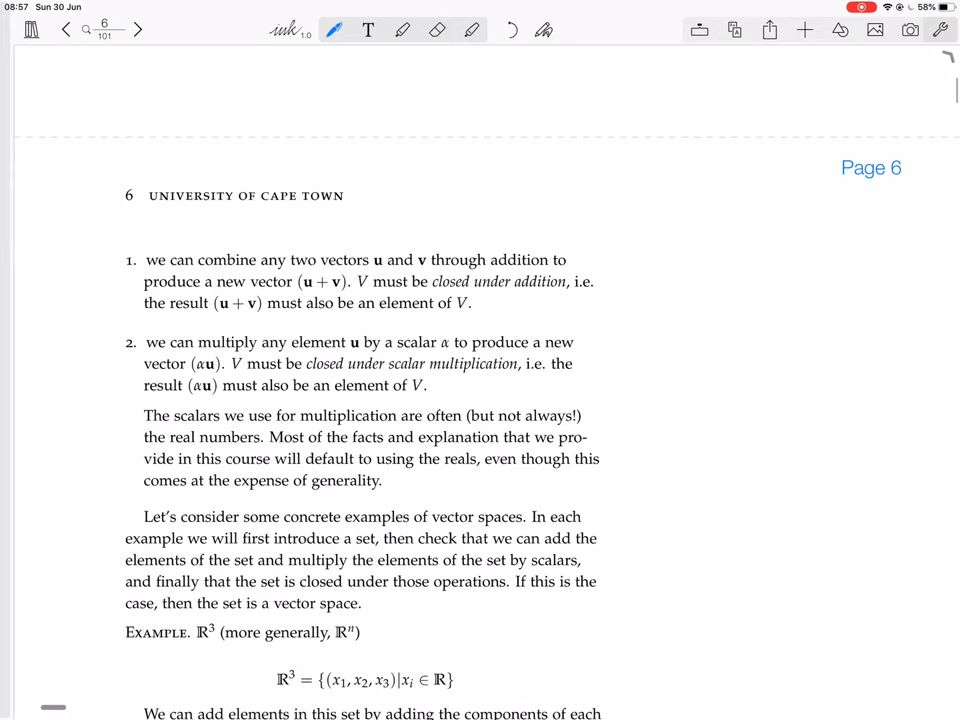 08:57 Sun 30 Jun
58%
6
101
ink 1.0
T
Page 6
6 UNIVERSITY OF CAPE TOWN
1. we can combine any two vectors u and v through addition to
produce a new vector (u + v). V must be closed under addition, i.e.
the result (u + v) must also be an element of V.
2. we can multiply any element u by a scalar α to produce a new
vector (αu). V must be closed under scalar multiplication, i.e. the
result (αu) must also be an element of V.
The scalars we use for multiplication are often (but not always!)
the real numbers. Most of the facts and explanation that we pro-
vide in this course will default to using the reals, even though this
comes at the expense of generality.
Let's consider some concrete examples of vector spaces. In each
example we will first introduce a set, then check that we can add the
elements of the set and multiply the elements of the set by scalars,
and finally that the set is closed under those operations. If this is the
case, then the set is a vector space.
EXAMPLE. ℝ³ (more generally, ℝⁿ)
ℝ³ = {(x₁, x₂, x₃)|xᵢ ∈ ℝ}
We can add elements in this set by adding the components of each